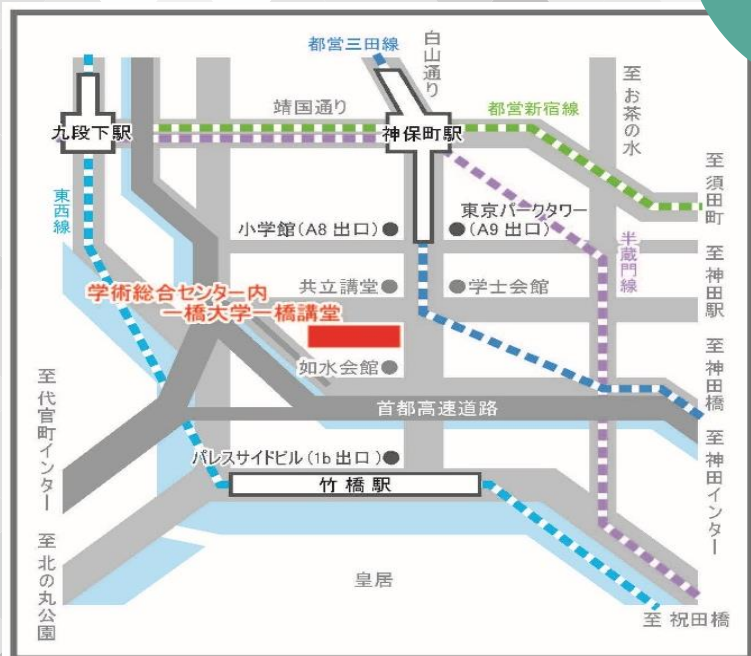 都営三田線
白山通り
至 お茶の水
靖国通り
都営新宿線
九段下駅
神保町駅
至 須田町
東西線
小学館(A8 出口)
東京パークタワー
(A9 出口)
半蔵門線
至 神田駅
共立講堂
学士会館
学術総合センター内
一橋大学一橋講堂
如水会館
至 神田橋
至 代官町インター
首都高速道路
パレスサイドビル(1b 出口)
至 神田インター
竹橋駅
至 北の丸公園
皇居
至 祝田橋